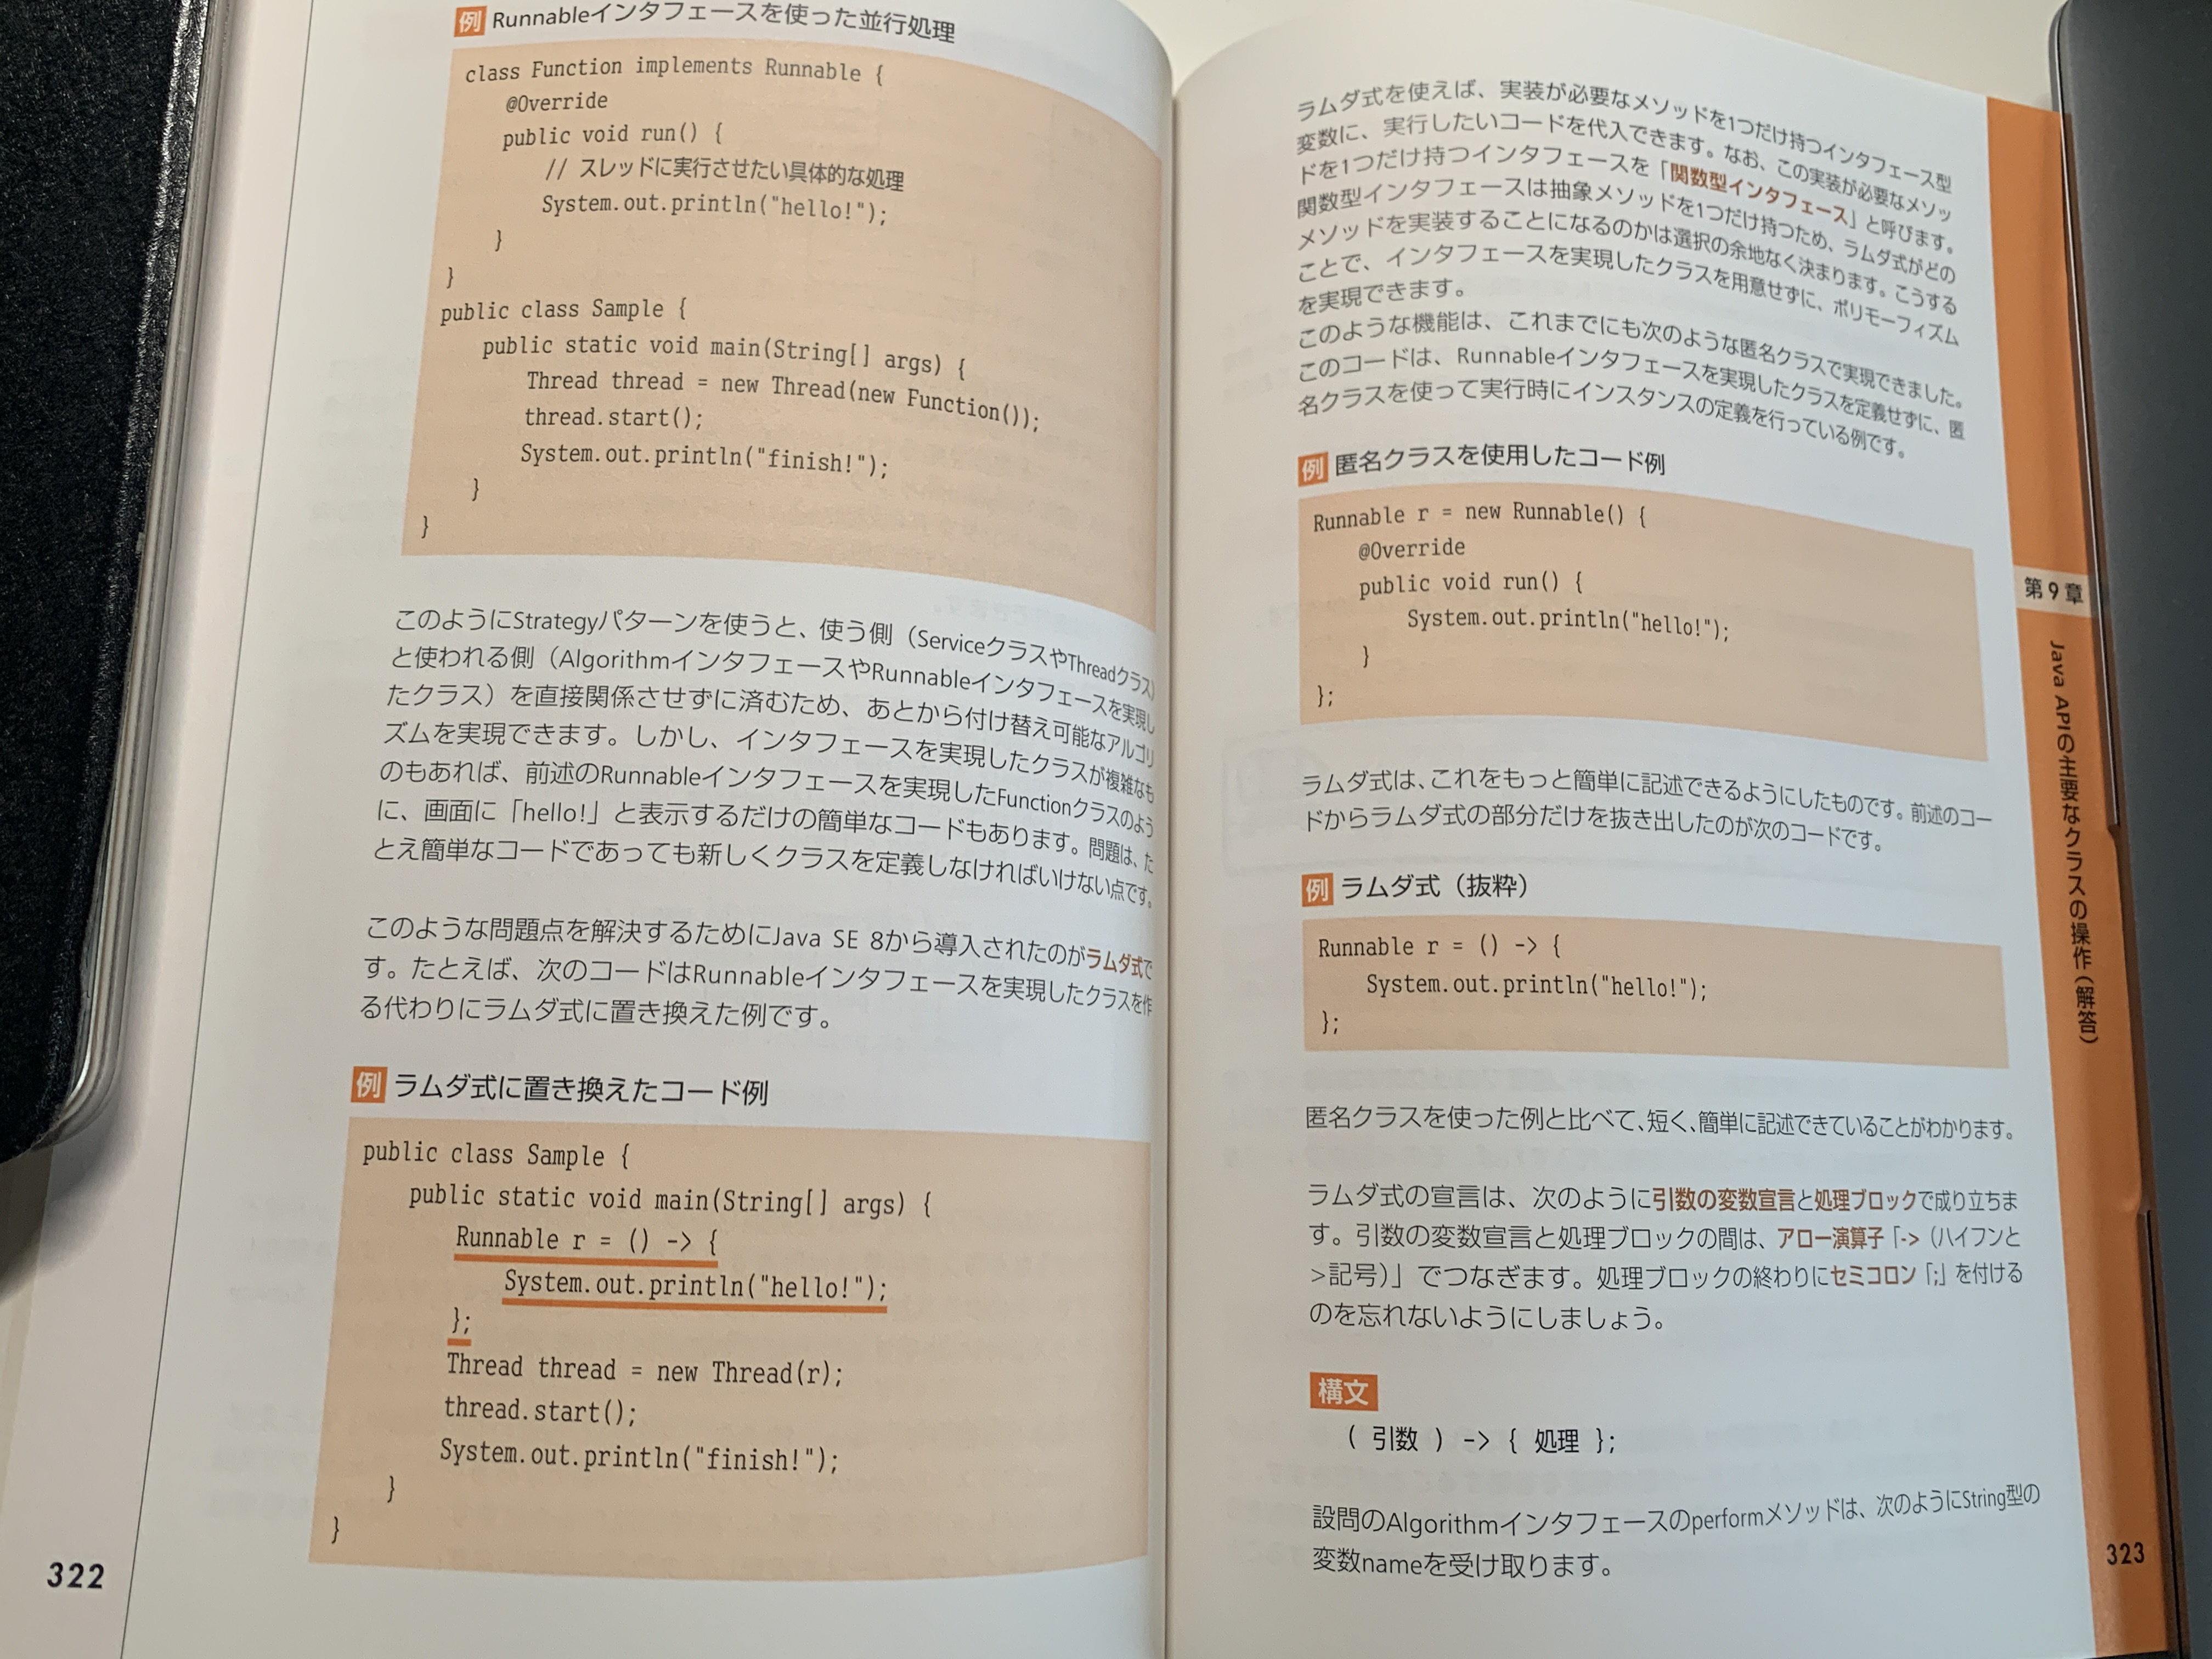 例 Runnableインタフェースを使った並行処理
class Function implements Runnable {
@Override
public void run() {
// スレッドに実行させたい具体的な処理
System.out.println("hello!");
}
}
public class Sample {
public static void main(String[] args) {
Thread thread = new Thread(new Function());
thread.start();
System.out.println("finish!");
}
}
このようにStrategyパターンを使うと、使う側（ServiceクラスやThreadクラス）
と使われる側（AlgorithmインタフェースやRunnableインタフェースを実現し
たクラス）を直接関係させずに済むため、あとから付け替え可能なアルゴリ
ズムを実現できます。しかし、インタフェースを実現したクラスが複雑なも
のもあれば、前述のRunnableインタフェースを実現したFunctionクラスのよう
に、画面に「hello!」と表示するだけの簡単なコードもあります。問題は、た
とえ簡単なコードであっても新しくクラスを定義しなければいけない点です。
このような問題点を解決するためにJava SE 8から導入されたのがラムダ式で
す。たとえば、次のコードはRunnableインタフェースを実現したクラスを作
る代わりにラムダ式に置き換えた例です。
例 ラムダ式に置き換えたコード例
public class Sample {
public static void main(String[] args) {
Runnable r = () -> {
System.out.println("hello!");
};
Thread thread = new Thread(r);
thread.start();
System.out.println("finish!");
}
}
322
ラムダ式を使えば、実装が必要なメソッドを1つだけ持つインタフェース型
変数に、実行したいコードを代入できます。なお、この実装が必要なメソッ
ドを1つだけ持つインタフェースを「関数型インタフェース」と呼びます。
関数型インタフェースは抽象メソッドを1つだけ持つため、ラムダ式がどの
メソッドを実装することになるのかは選択の余地なく決まります。こうする
ことで、インタフェースを実現したクラスを用意せずに、ポリモーフィズム
を実現できます。
このような機能は、これまでにも次のような匿名クラスで実現できました。
このコードは、Runnableインタフェースを実現したクラスを定義せずに、匿
名クラスを使って実行時にインスタンスの定義を行っている例です。
例 匿名クラスを使用したコード例
Runnable r = new Runnable() {
@Override
public void run() {
System.out.println("hello!");
}
};
ラムダ式は、これをもっと簡単に記述できるようにしたものです。前述のコー
ドからラムダ式の部分だけを抜き出したのが次のコードです。
例 ラムダ式（抜粋）
Runnable r = () -> {
System.out.println("hello!");
};
匿名クラスを使った例と比べて、短く、簡単に記述できていることがわかります。
ラムダ式の宣言は、次のように引数の変数宣言と処理ブロックで成り立ちま
す。引数の変数宣言と処理ブロックの間は、アロー演算子「->（ハイフンと
>記号）」でつなぎます。処理ブロックの終わりにセミコロン「;」を付ける
のを忘れないようにしましょう。
構文
( 引数 ) -> { 処理 };
設問のAlgorithmインタフェースのperformメソッドは、次のようにString型の
変数nameを受け取ります。
第9章
Java APIの主要なクラスの操作（解答）
323